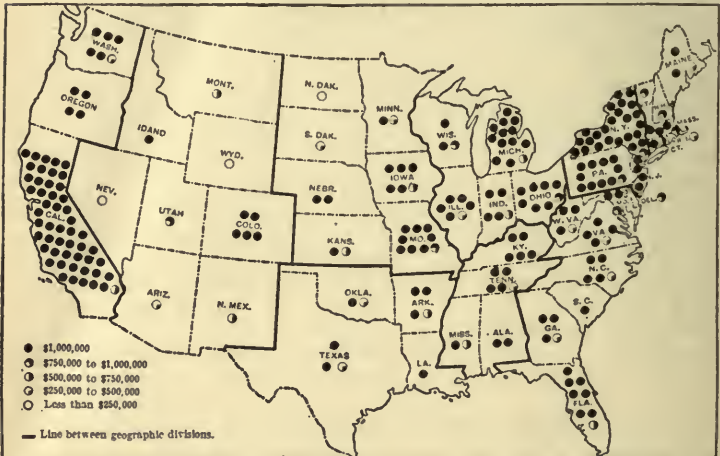 WASH.
MONT.
N. DAK.
MINN.
MAINE
OREGON
IDAHD
WYO.
S. DAK.
WIS.
MICH.
N.Y.
N.H.
MASS.
CT.
NEV.
UTAH
COLO.
NEBR.
IOWA
ILL.
IND.
OHIO
PA.
N.J.
DEL.
CAL.
KANS.
MO.
KY.
W. VA.
VA.
ARIZ.
N. MEX.
OKLA.
ARK.
TENN.
N.C.
S.C.
TEXAS
LA.
MISS.
ALA.
GA.
FLA.
$1,000,000
$750,000 to $1,000,000
$500,000 to $750,000
$250,000 to $500,000
Less than $250,000
Line between geographic divisions.